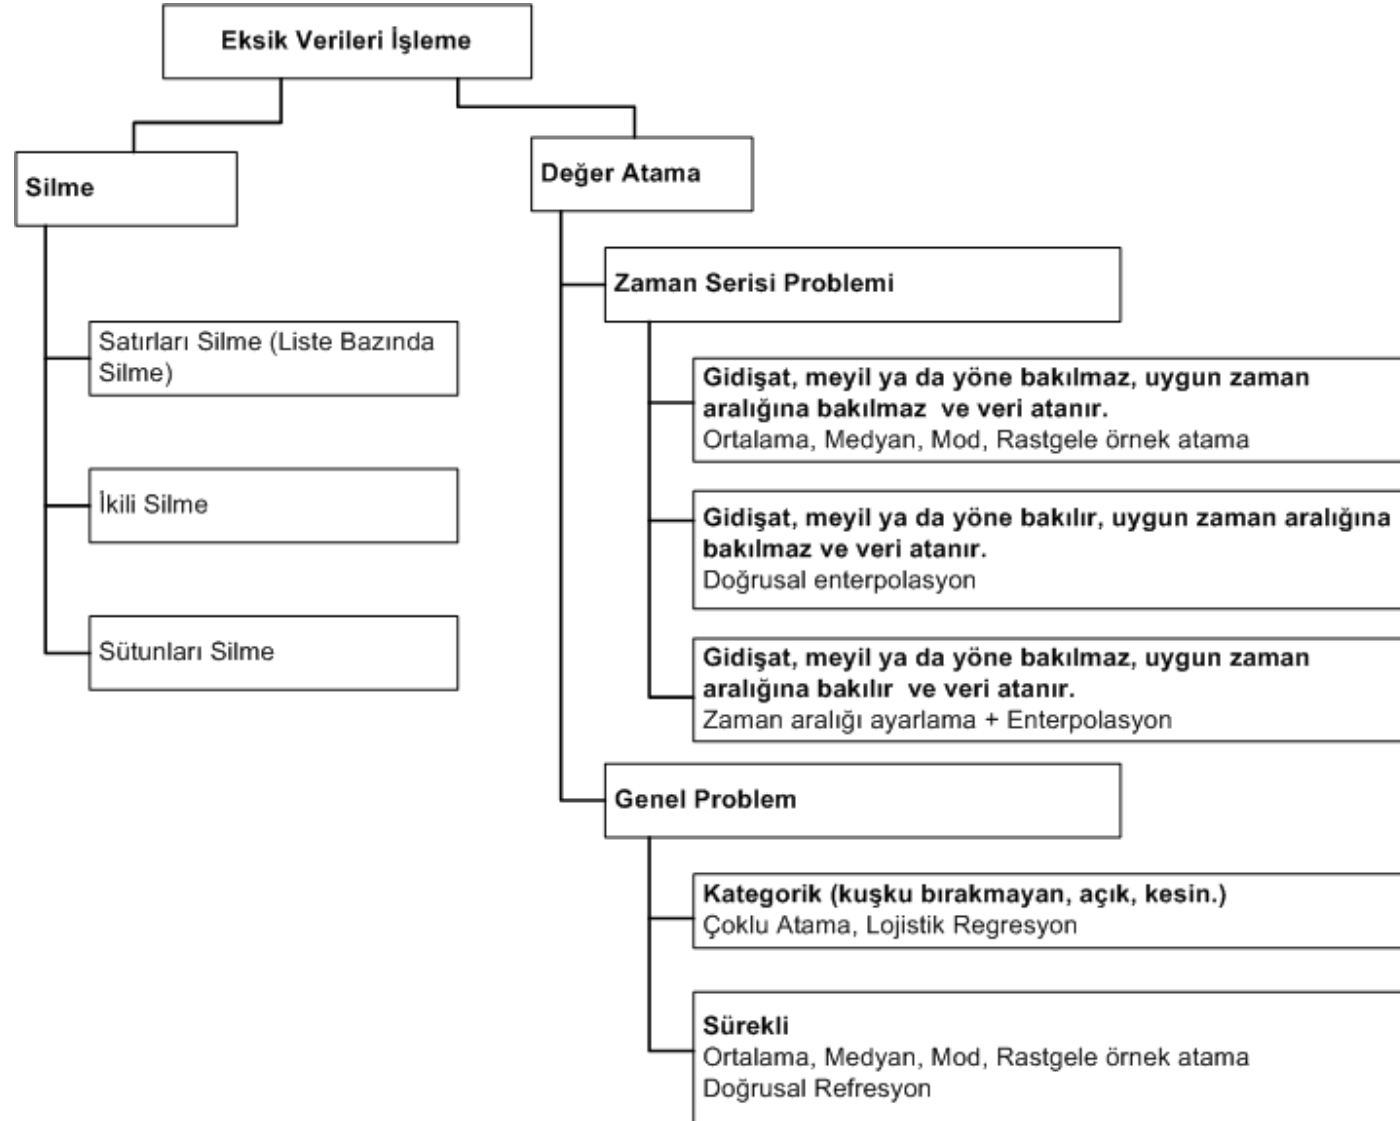 Eksik Verileri İşleme
Silme
Satırları Silme (Liste Bazında
Silme)
İkili Silme
Sütunları Silme
Değer Atama
Zaman Serisi Problemi
Gidişat, meyil ya da yöne bakılmaz, uygun zaman
aralığına bakılmaz ve veri atanır.
Ortalama, Medyan, Mod, Rastgele örnek atama
Gidişat, meyil ya da yöne bakılır, uygun zaman aralığına
bakılmaz ve veri atanır.
Doğrusal enterpolasyon
Gidişat, meyil ya da yöne bakılmaz, uygun zaman
aralığına bakılır ve veri atanır.
Zaman aralığı ayarlama + Enterpolasyon
Genel Problem
Kategorik (kuşku bırakmayan, açık, kesin.)
Çoklu Atama, Lojistik Regresyon
Sürekli
Ortalama, Medyan, Mod, Rastgele örnek atama
Doğrusal Refresyon